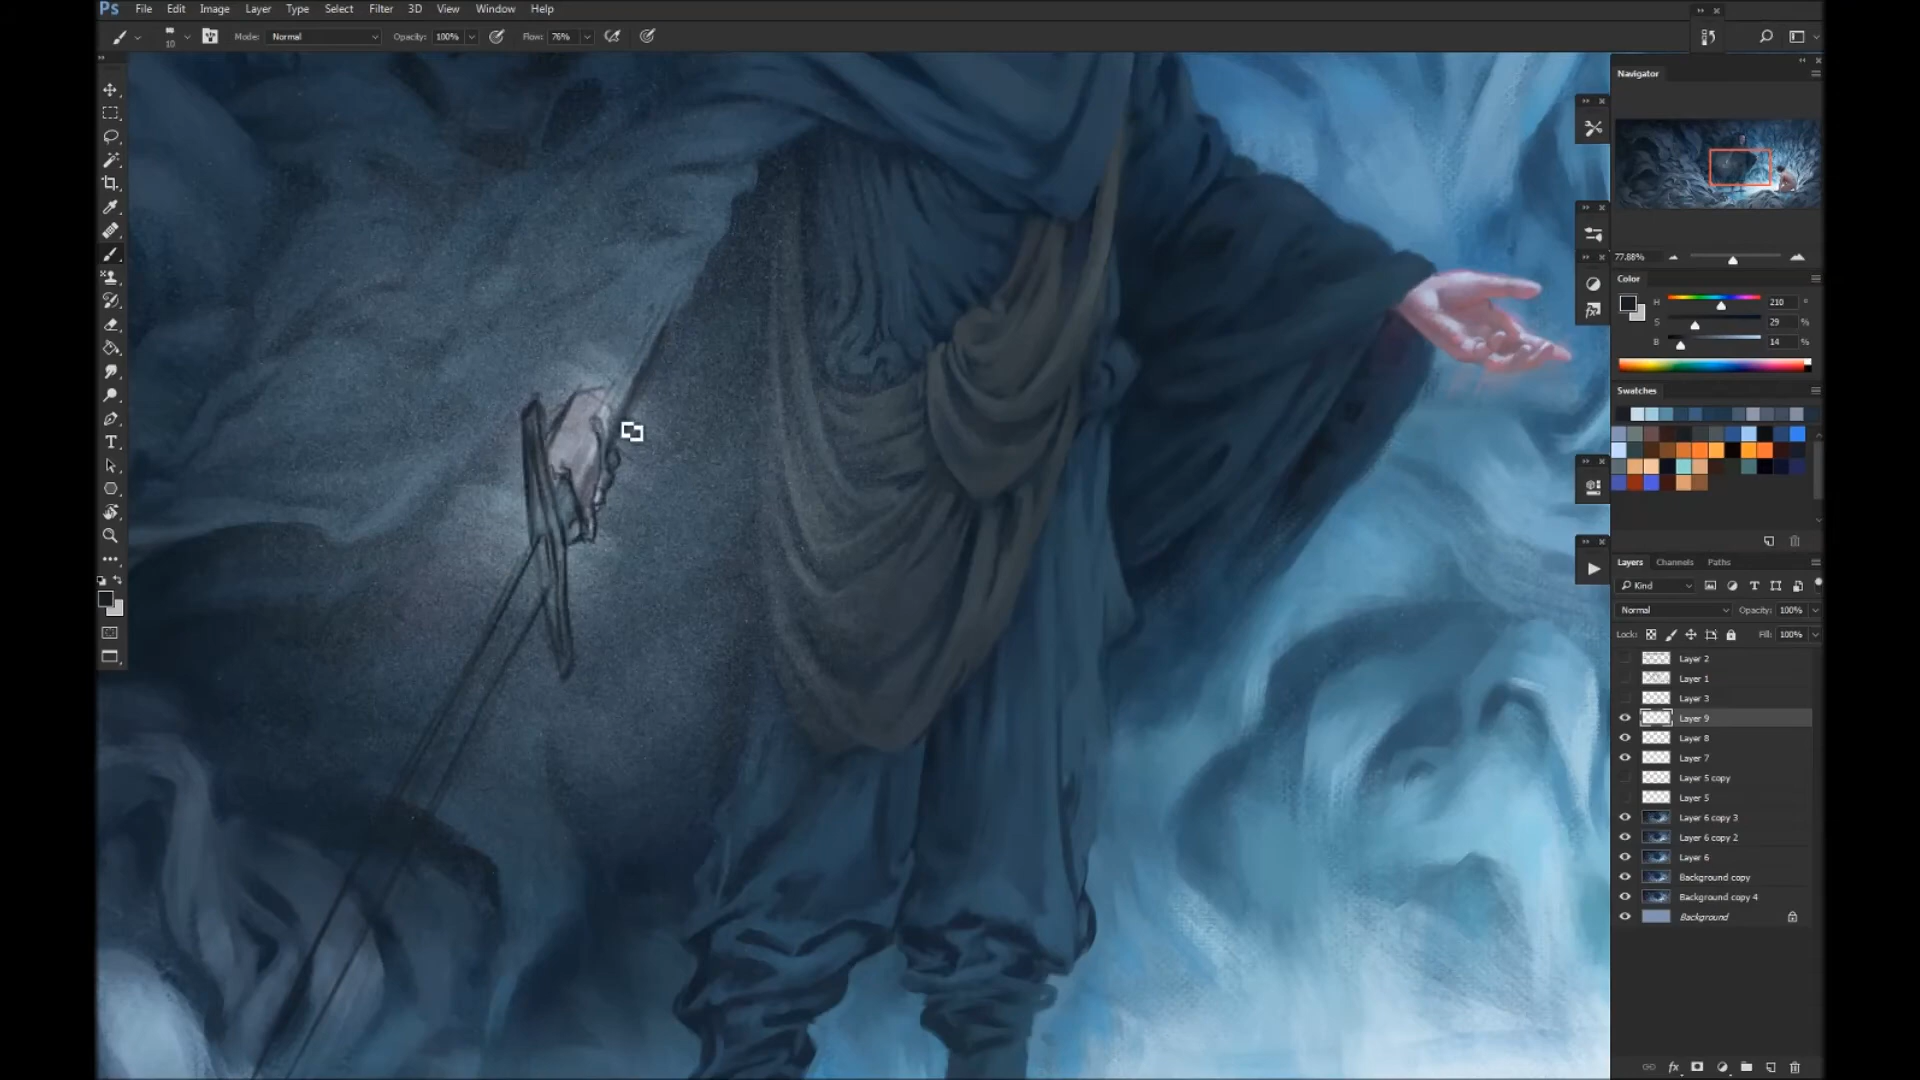 Ps File Edit Image Layer Type Select Filter 3D View Window Help
10 Mode: Normal Opacity: 100% Flow: 76%
Navigator
77.88%
Color
H 210 °
S 29 %
B 14 %
Swatches
Layers Channels Paths
Kind
Normal Opacity: 100%
Lock: Fill: 100%
Layer 2
Layer 1
Layer 3
Layer 9
Layer 8
Layer 7
Layer 5 copy
Layer 5
Layer 6 copy 3
Layer 6 copy 2
Layer 6
Background copy
Background copy 4
Background
fx